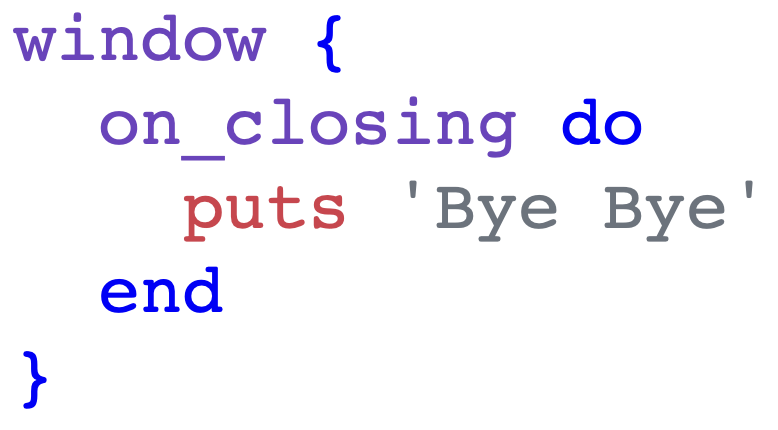 window {
  on_closing do
    puts 'Bye Bye'
  end
}